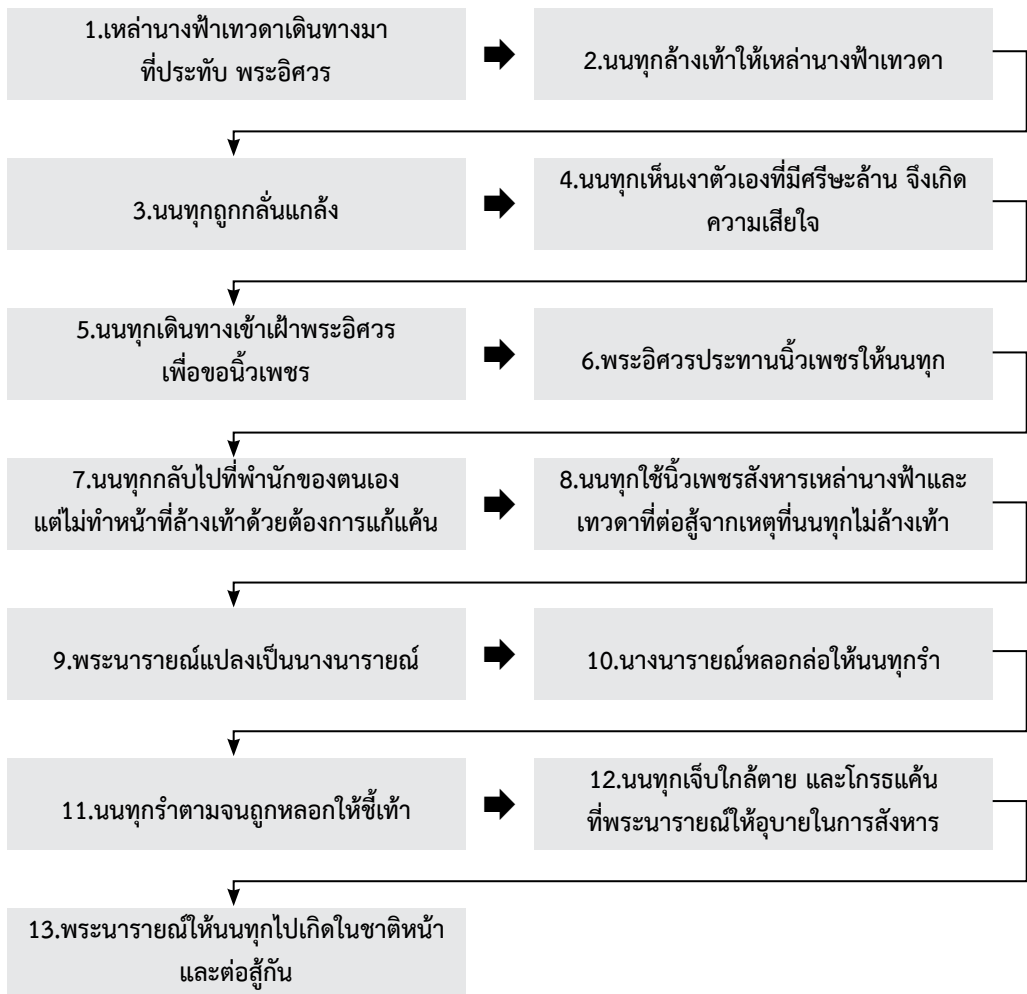 1.เหล่านางฟ้าเทวดาเดินทางมา
ที่ประทับ พระอิศวร
2.นนทุกล้างเท้าให้เหล่านางฟ้าเทวดา
3.นนทุกถูกกลั่นแกล้ง
4.นนทุกเห็นเงาตัวเองที่มีศรีษะล้าน จึงเกิด
ความเสียใจ
5.นนทุกเดินทางเข้าเฝ้าพระอิศวร
เพื่อขอนิ้วเพชร
6.พระอิศวรประทานนิ้วเพชรให้นนทุก
7.นนทุกกลับไปที่พำนักของตนเอง
แต่ไม่ทำหน้าที่ล้างเท้าด้วยต้องการแก้แค้น
8.นนทุกใช้นิ้วเพชรสังหารเหล่านางฟ้าและ
เทวดาที่ต่อสู้จากเหตุที่นนทุกไม่ล้างเท้า
9.พระนารายณ์แปลงเป็นนางนารายณ์
10.นางนารายณ์หลอกล่อให้นนทุกรำ
11.นนทุกรำตามจนถูกหลอกให้ชี้เท้า
12.นนทุกเจ็บใกล้ตาย และโกรธแค้น
ที่พระนารายณ์ให้อุบายในการสังหาร
13.พระนารายณ์ให้นนทุกไปเกิดในชาติหน้า
และต่อสู้กัน